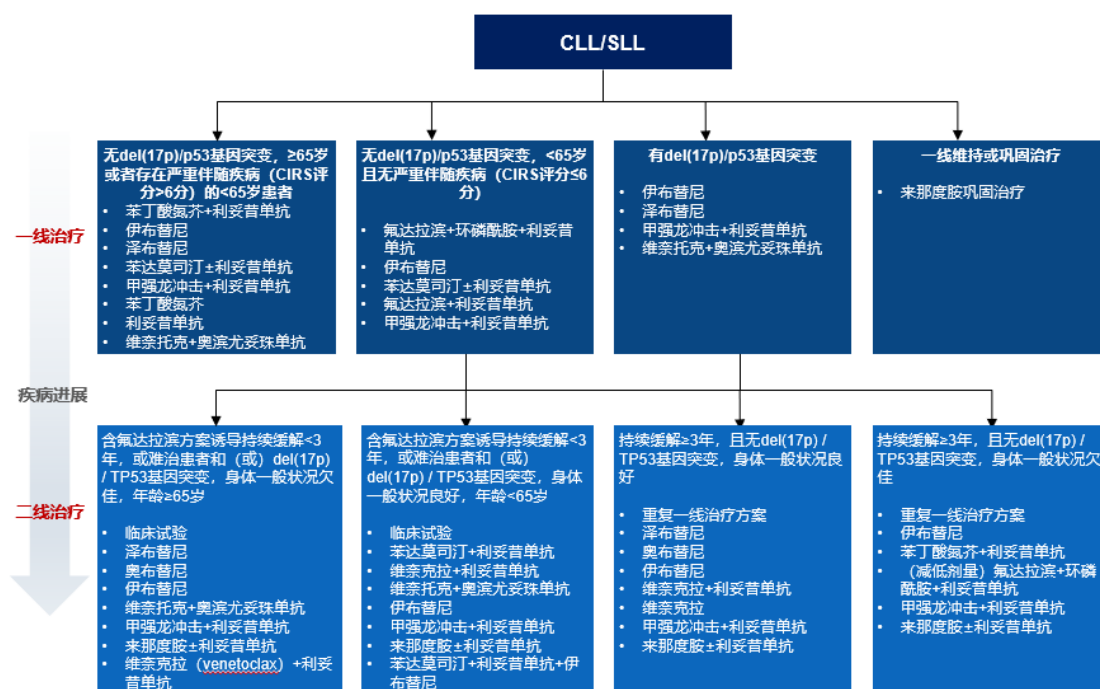 CLL/SLL
无del(17p)/p53基因突变，≥65岁
或者存在严重伴随疾病（CIRS评
分>6分）的<65岁患者
• 苯丁酸氮芥+利妥昔单抗
• 伊布替尼
• 泽布替尼
• 苯达莫司汀±利妥昔单抗
• 甲强龙冲击+利妥昔单抗
• 苯丁酸氮芥
• 利妥昔单抗
• 维奈托克+奥滨尤妥珠单抗
无del(17p)/p53基因突变，<65岁
且无严重伴随疾病（CIRS评分≤6
分）
• 氟达拉滨+环磷酰胺+利妥昔
单抗
• 伊布替尼
• 苯达莫司汀±利妥昔单抗
• 氟达拉滨+利妥昔单抗
• 甲强龙冲击+利妥昔单抗
有del(17p)/p53基因突变
• 伊布替尼
• 泽布替尼
• 甲强龙冲击+利妥昔单抗
• 维奈托克+奥滨尤妥珠单抗
一线维持或巩固治疗
• 来那度胺巩固治疗
一线治疗
疾病进展
二线治疗
含氟达拉滨方案诱导持续缓解<3
年，或难治患者和（或）del(17p)
/ TP53基因突变，身体一般状况欠
佳，年龄≥65岁
• 临床试验
• 泽布替尼
• 奥布替尼
• 伊布替尼
• 维奈托克+奥滨尤妥珠单抗
• 甲强龙冲击+利妥昔单抗
• 来那度胺±利妥昔单抗
• 维奈克拉（venetoclax）+利妥
昔单抗
含氟达拉滨方案诱导持续缓解<3
年，或难治患者和（或）
del(17p) / TP53基因突变，身体
一般状况良好，年龄<65岁
• 临床试验
• 苯达莫司汀+利妥昔单抗
• 维奈克拉+利妥昔单抗
• 维奈托克+奥滨尤妥珠单抗
• 伊布替尼
• 甲强龙冲击+利妥昔单抗
• 来那度胺±利妥昔单抗
• 苯达莫司汀+利妥昔单抗+伊
布替尼
持续缓解≥3年，且无del(17p) /
TP53基因突变，身体一般状况良
好
• 重复一线治疗方案
• 泽布替尼
• 奥布替尼
• 伊布替尼
• 维奈克拉+利妥昔单抗
• 维奈克拉
• 甲强龙冲击+利妥昔单抗
• 来那度胺±利妥昔单抗
持续缓解≥3年，且无del(17p) /
TP53基因突变，身体一般状况欠
佳
• 重复一线治疗方案
• 伊布替尼
• 苯丁酸氮芥+利妥昔单抗
• （减低剂量）氟达拉滨+环磷
酰胺+利妥昔单抗
• 甲强龙冲击+利妥昔单抗
• 来那度胺±利妥昔单抗